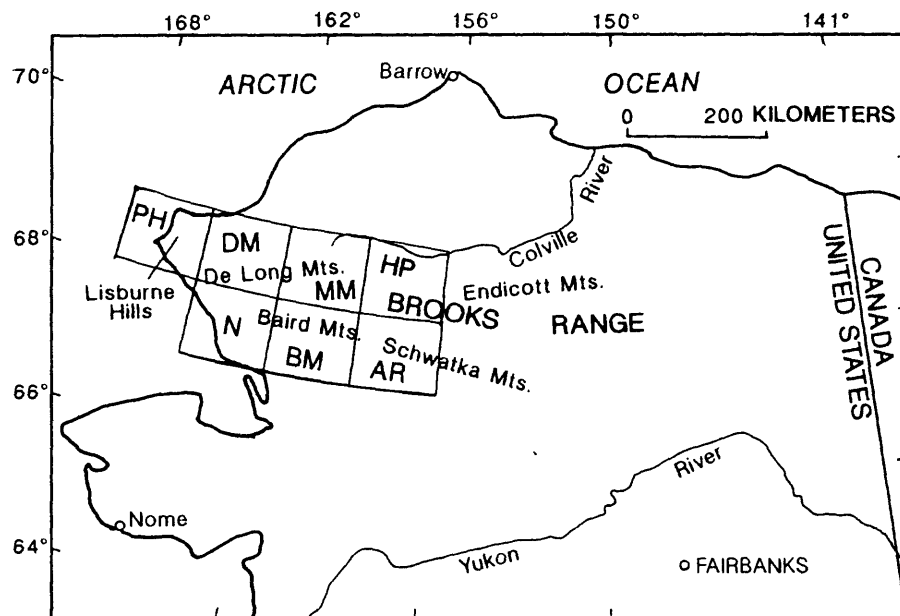 168° 162° 156° 150° 141°
70°
ARCTIC
Barrow
OCEAN
0 200 KILOMETERS
River
PH
68°
DM
Colville
HP
De Long Mts.
MM
Endicott Mts.
Lisburne
Hills
BROOKS RANGE
N
Baird Mts.
BM
Schwatka Mts.
AR
UNITED STATES
CANADA
66°
River
Nome
64°
Yukon
FAIRBANKS